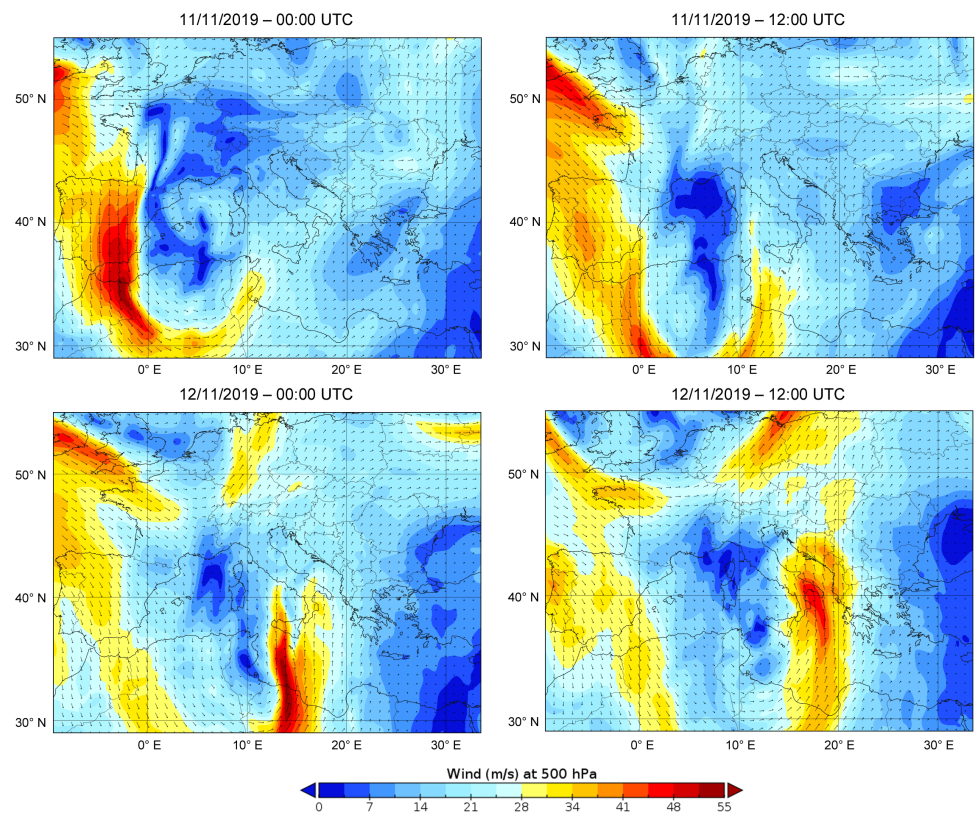 11/11/2019 – 00:00 UTC
11/11/2019 – 12:00 UTC
50° N
40° N
30° N
0° E
10° E
20° E
30° E
50° N
40° N
30° N
0° E
10° E
20° E
30° E
12/11/2019 – 00:00 UTC
12/11/2019 – 12:00 UTC
50° N
40° N
30° N
0° E
10° E
20° E
30° E
50° N
40° N
30° N
0° E
10° E
20° E
30° E
Wind (m/s) at 500 hPa
0 7 14 21 28 34 41 48 55